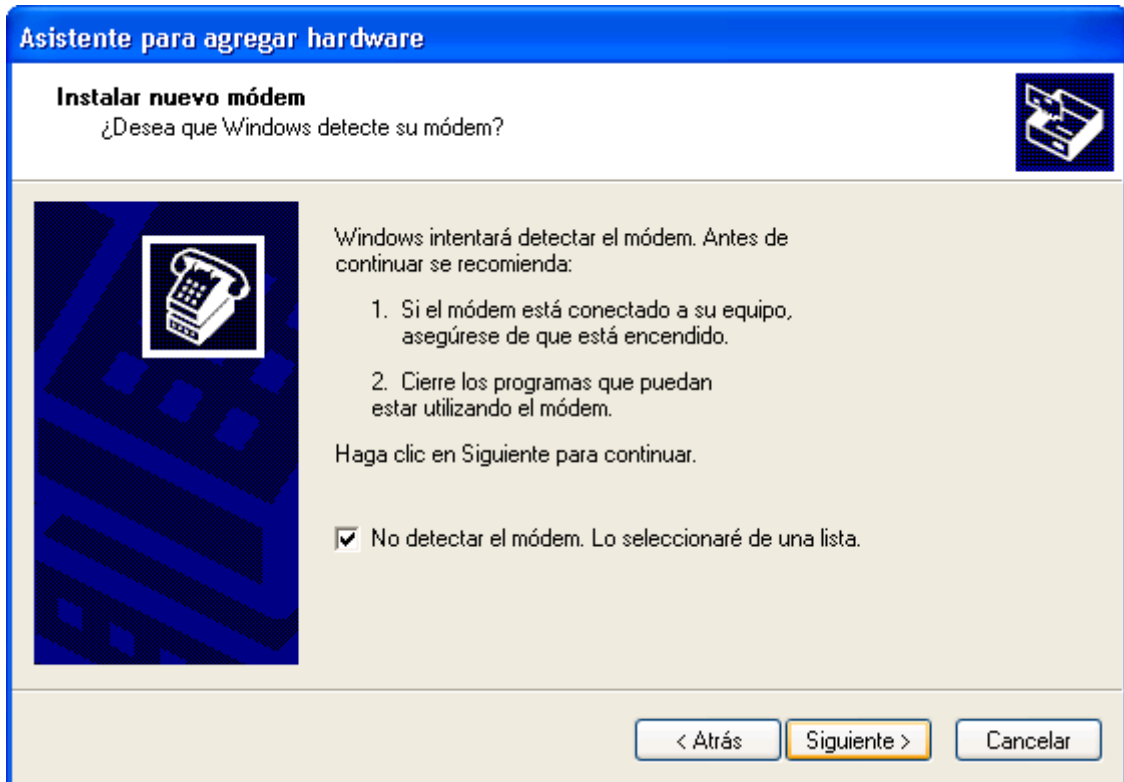 Asistente para agregar hardware
Instalar nuevo módem
¿Desea que Windows detecte su módem?
Windows intentará detectar el módem. Antes de
continuar se recomienda:
1. Si el módem está conectado a su equipo,
asegúrese de que está encendido.
2. Cierre los programas que puedan
estar utilizando el módem.
Haga clic en Siguiente para continuar.
No detectar el módem. Lo seleccionaré de una lista.
< Atrás
Siguiente >
Cancelar